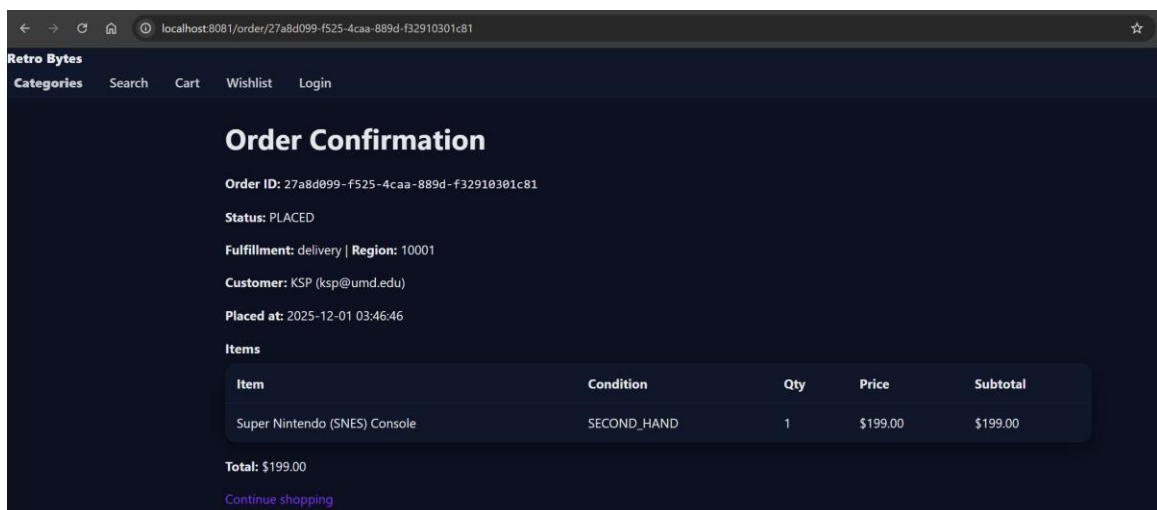 localhost:8081/order/27a8d099-f525-4caa-889d-f32910301c81
Retro Bytes
Categories Search Cart Wishlist Login
Order Confirmation
Order ID: 27a8d099-f525-4caa-889d-f32910301c81
Status: PLACED
Fulfillment: delivery | Region: 10001
Customer: KSP (ksp@umd.edu)
Placed at: 2025-12-01 03:46:46
Items
Item Condition Qty Price Subtotal
Super Nintendo (SNES) Console SECOND_HAND 1 $199.00 $199.00
Total: $199.00
Continue shopping